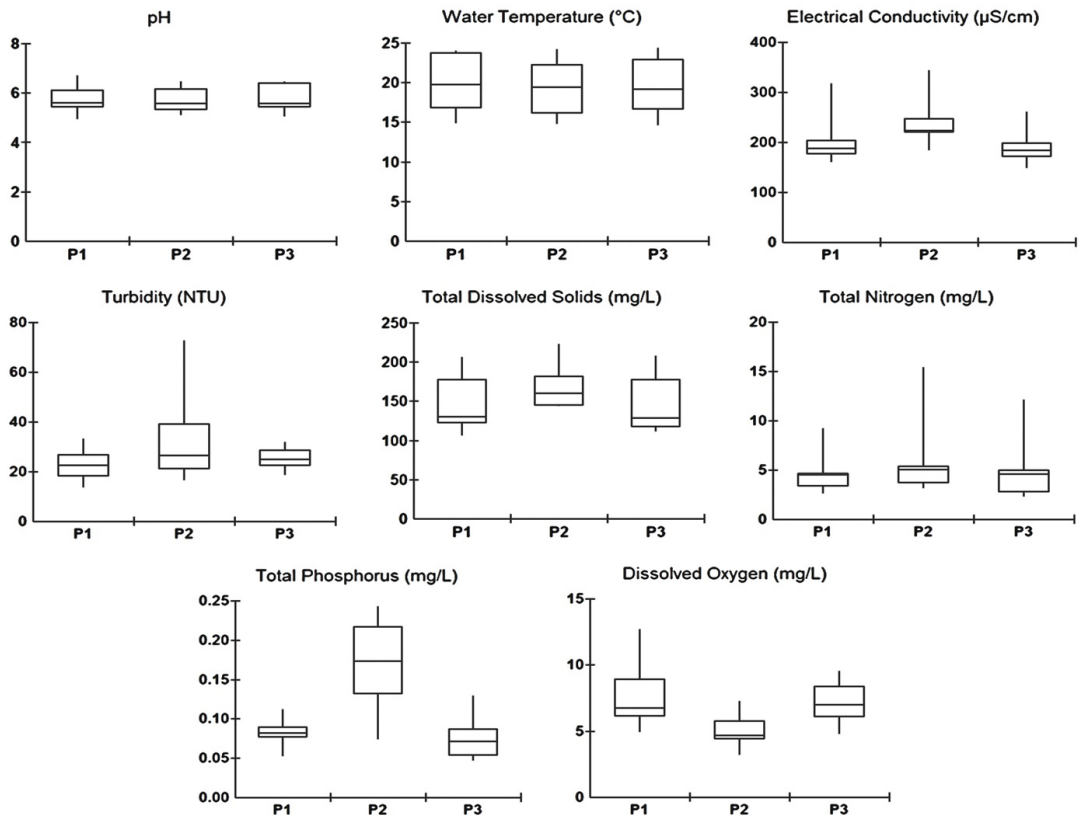 pH
8
6
4
2
0
P1 P2 P3
Water Temperature (°C)
25
20
15
10
5
0
P1 P2 P3
Electrical Conductivity (µS/cm)
400
300
200
100
0
P1 P2 P3
Turbidity (NTU)
80
60
40
20
0
P1 P2 P3
Total Dissolved Solids (mg/L)
250
200
150
100
50
0
P1 P2 P3
Total Nitrogen (mg/L)
20
15
10
5
0
P1 P2 P3
Total Phosphorus (mg/L)
0.25
0.20
0.15
0.10
0.05
0.00
P1 P2 P3
Dissolved Oxygen (mg/L)
15
10
5
0
P1 P2 P3